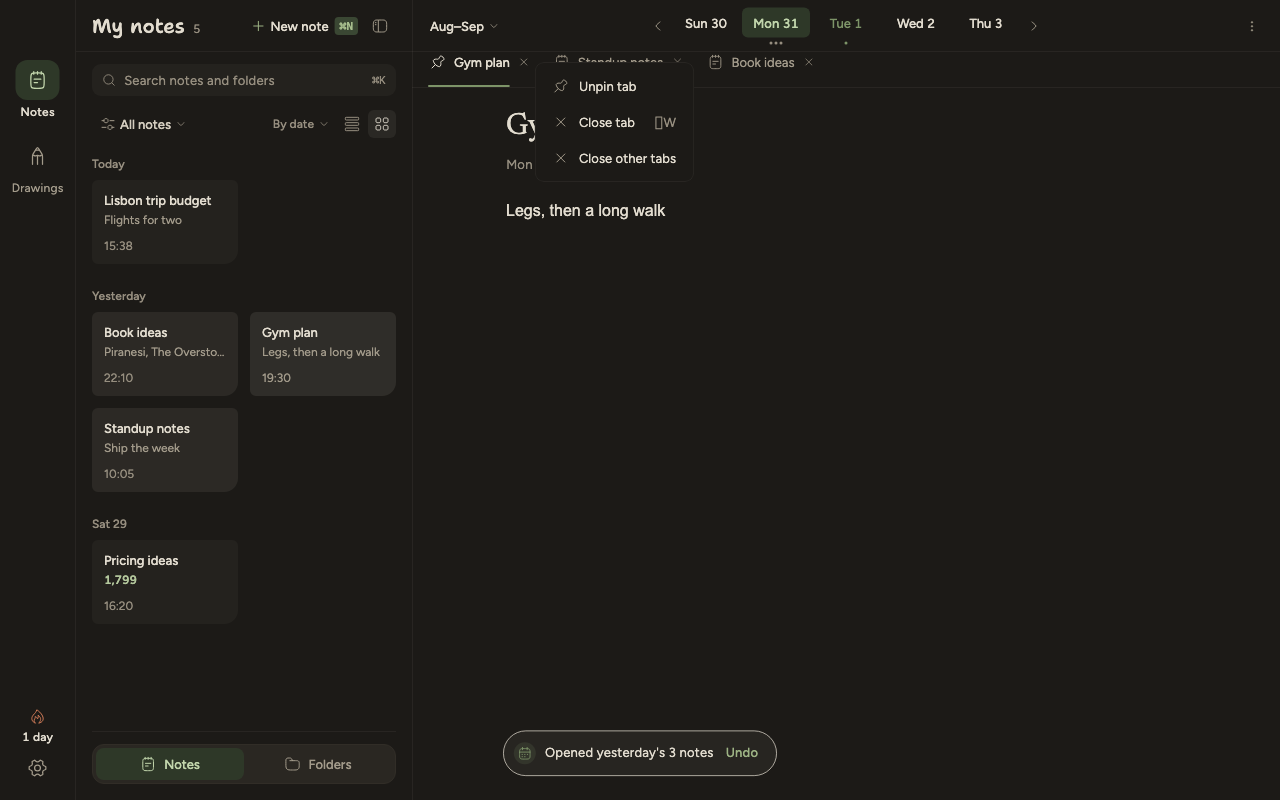 My notes 5
New note ⌘N
Aug–Sep
Sun 30
Mon 31
Tue 1
Wed 2
Thu 3
Notes
Drawings
1 day
Search notes and folders ⌘K
All notes
By date
Today
Lisbon trip budget
Flights for two
15:38
Yesterday
Book ideas
Piranesi, The Oversto...
22:10
Gym plan
Legs, then a long walk
19:30
Standup notes
Ship the week
10:05
Sat 29
Pricing ideas
1,799
16:20
Notes
Folders
Gym plan
Standup notes
Book ideas
Unpin tab
Close tab W
Close other tabs
Gy
Mon
Legs, then a long walk
Opened yesterday's 3 notes Undo